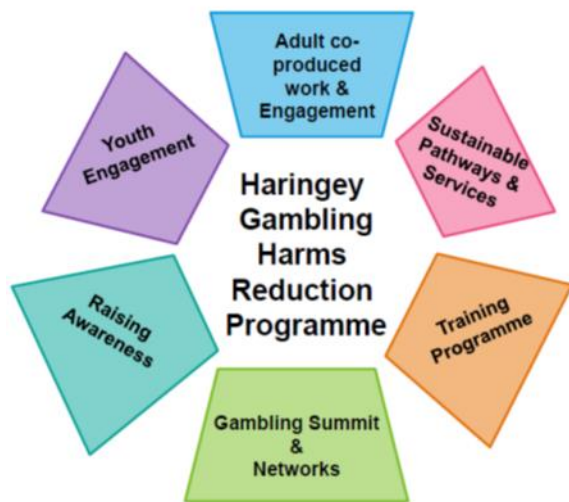 Adult co-
produced
work &
Engagement
Youth
Engagement
Sustainable
Pathways &
Services
Haringey
Gambling
Harms
Reduction
Programme
Raising
Awareness
Training
Programme
Gambling Summit
&
Networks